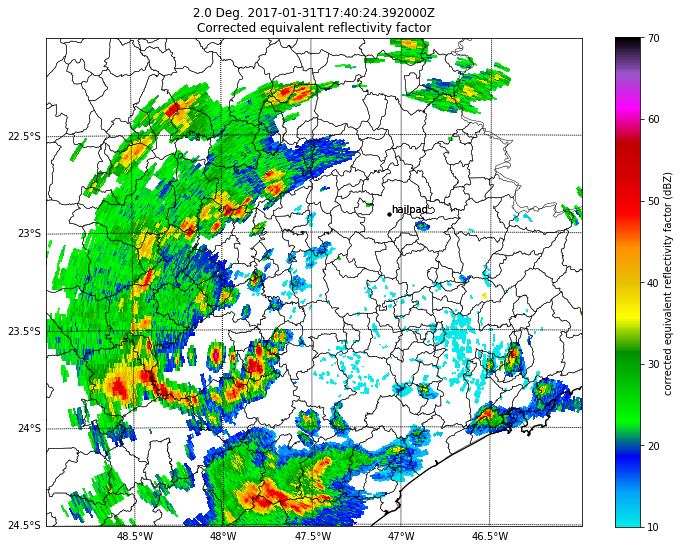 2.0 Deg. 2017-01-31T17:40:24.392000Z
Corrected equivalent reflectivity factor
70
60
50
40
30
20
10
corrected equivalent reflectivity factor (dBZ)
22.5°S
23°S
23.5°S
24°S
24.5°S
hailpad
48.5°W
48°W
47.5°W
47°W
46.5°W